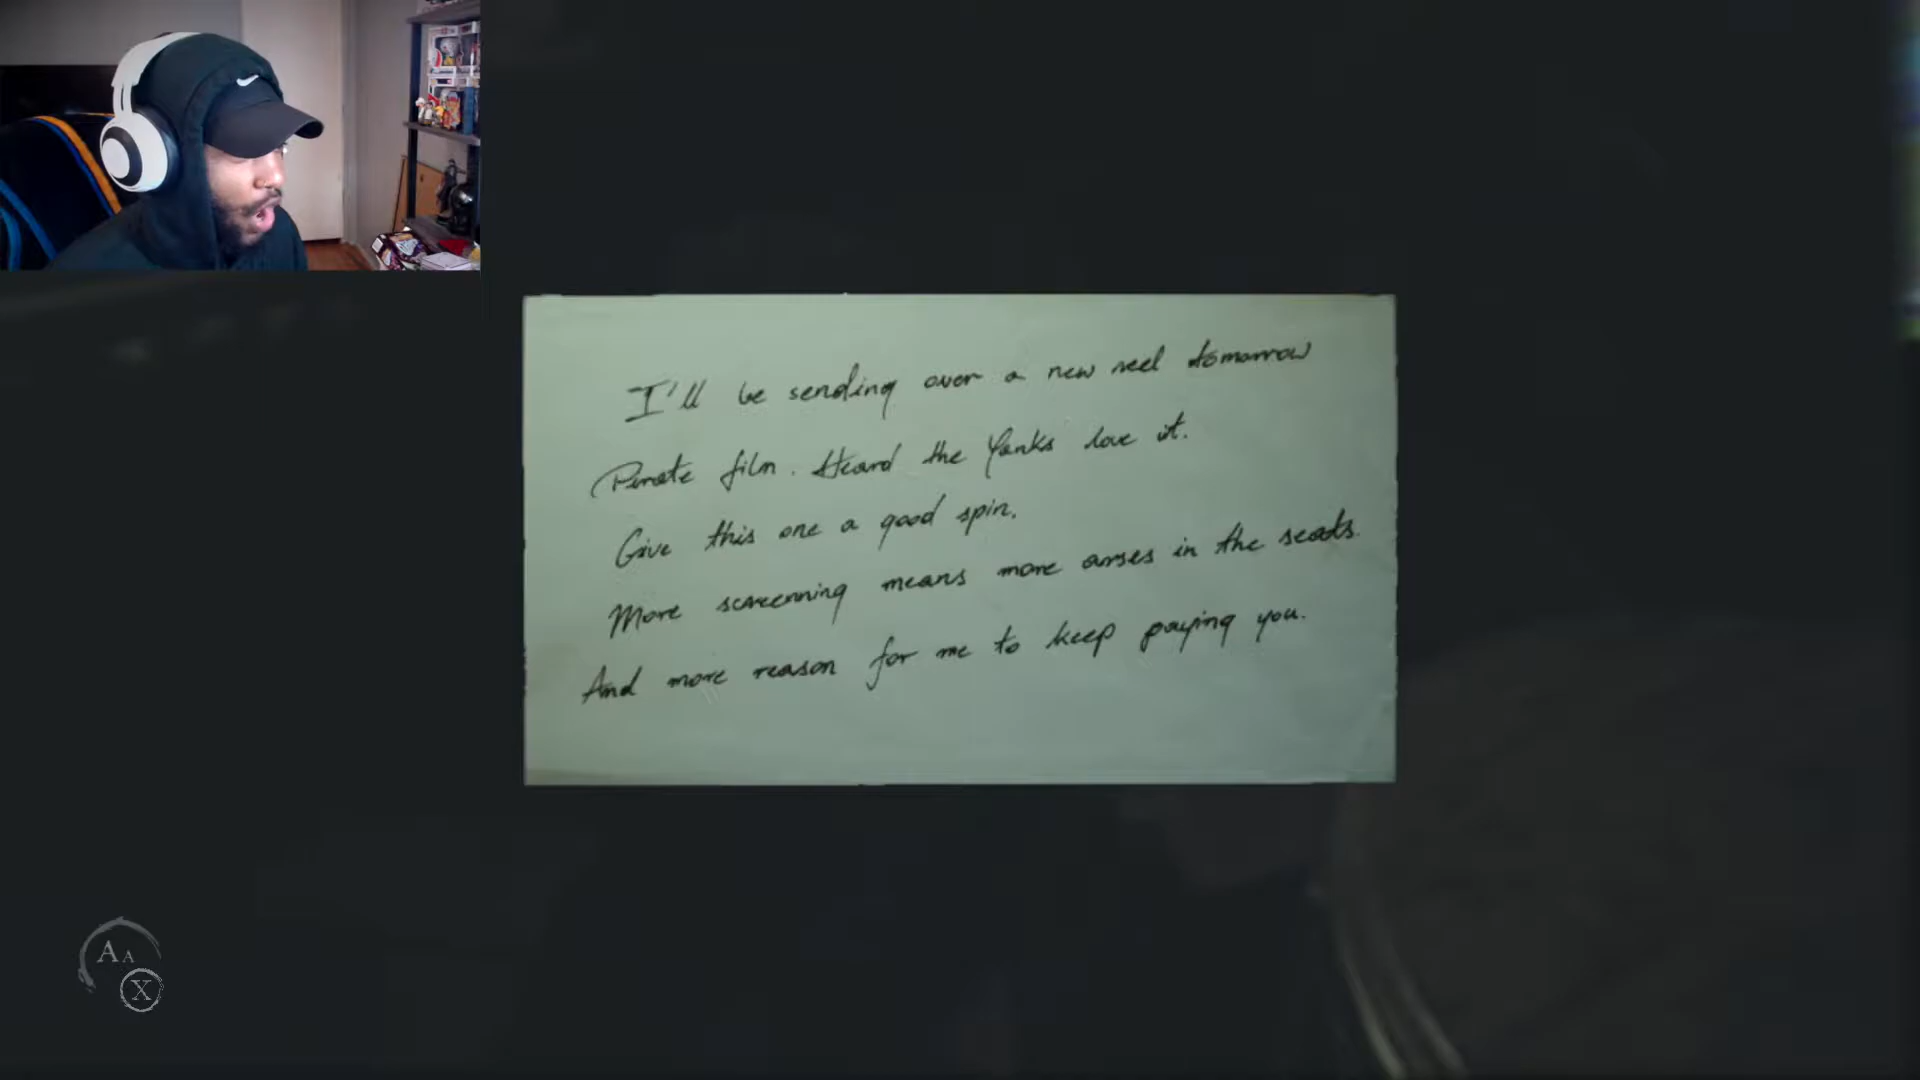 I'll be sending over a new reel tomorrow
Pirate film. Heard the Yanks love it.
Give this one a good spin.
More screenning means more arses in the seats.
And more reason for me to keep paying you.
A A
X